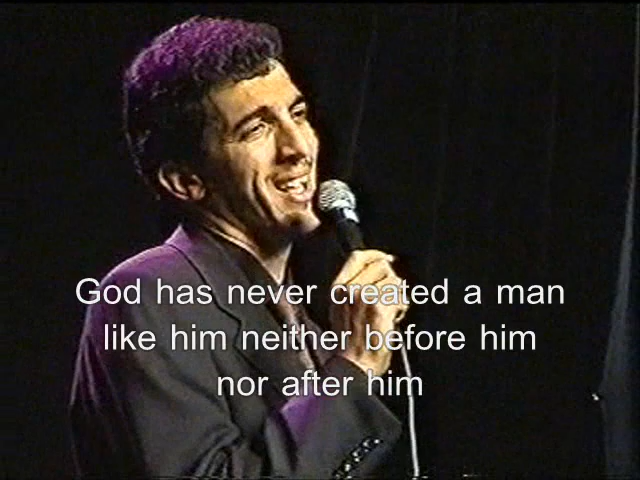 God has never created a man
like him neither before him
nor after him